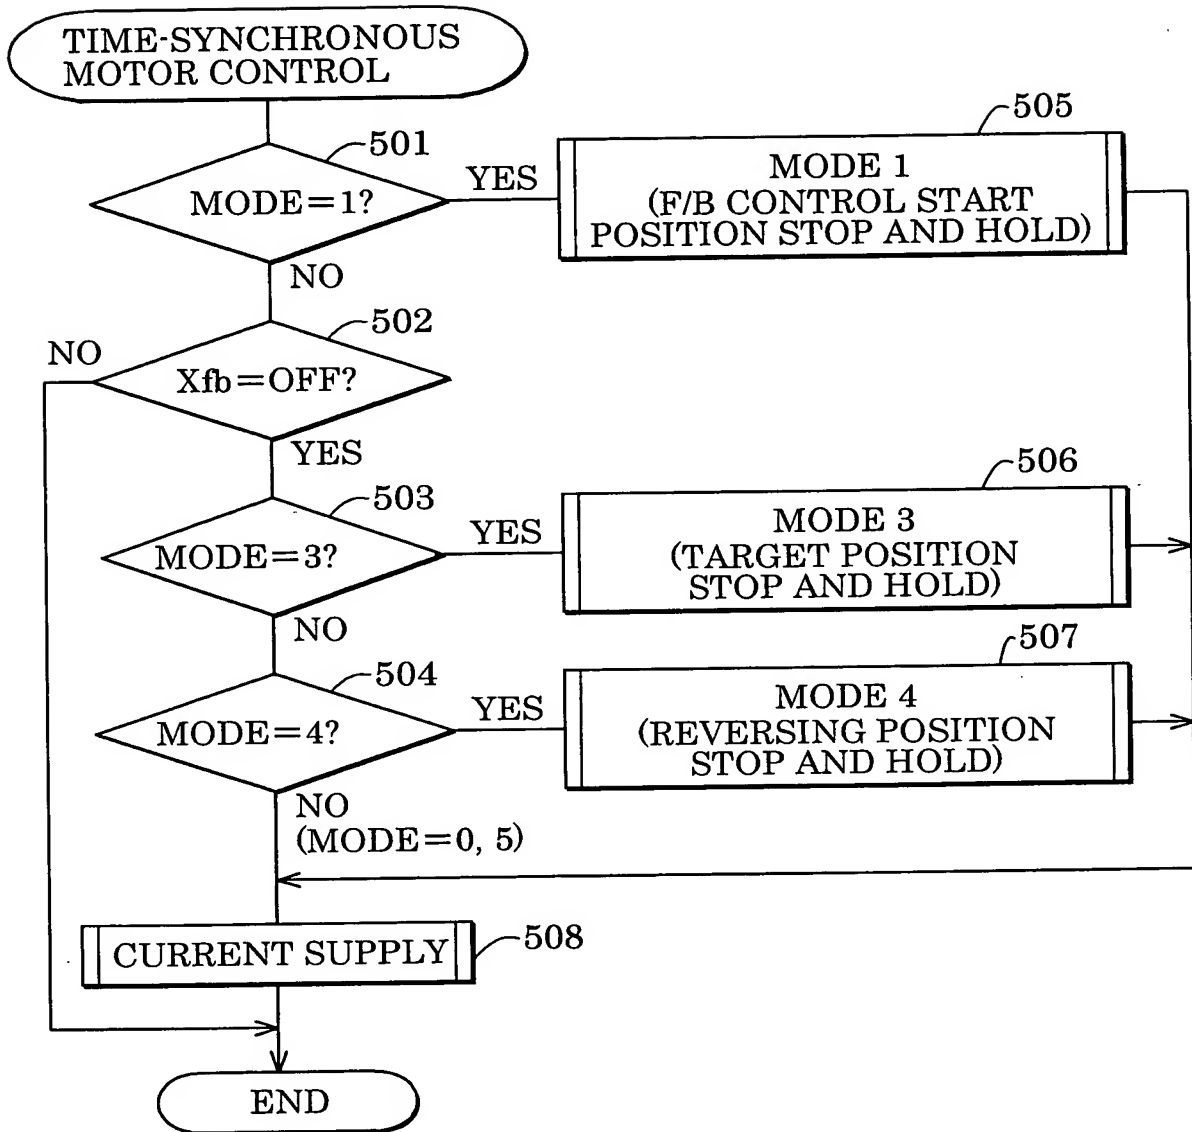 TIME-SYNCHRONOUS
MOTOR CONTROL
501
MODE=1?
YES
NO
505
MODE 1
(F/B CONTROL START
POSITION STOP AND HOLD)
502
Xfb=OFF?
NO
YES
503
MODE=3?
YES
NO
506
MODE 3
(TARGET POSITION
STOP AND HOLD)
504
MODE=4?
YES
507
MODE 4
(REVERSING POSITION
STOP AND HOLD)
NO
(MODE=0, 5)
CURRENT SUPPLY
508
END